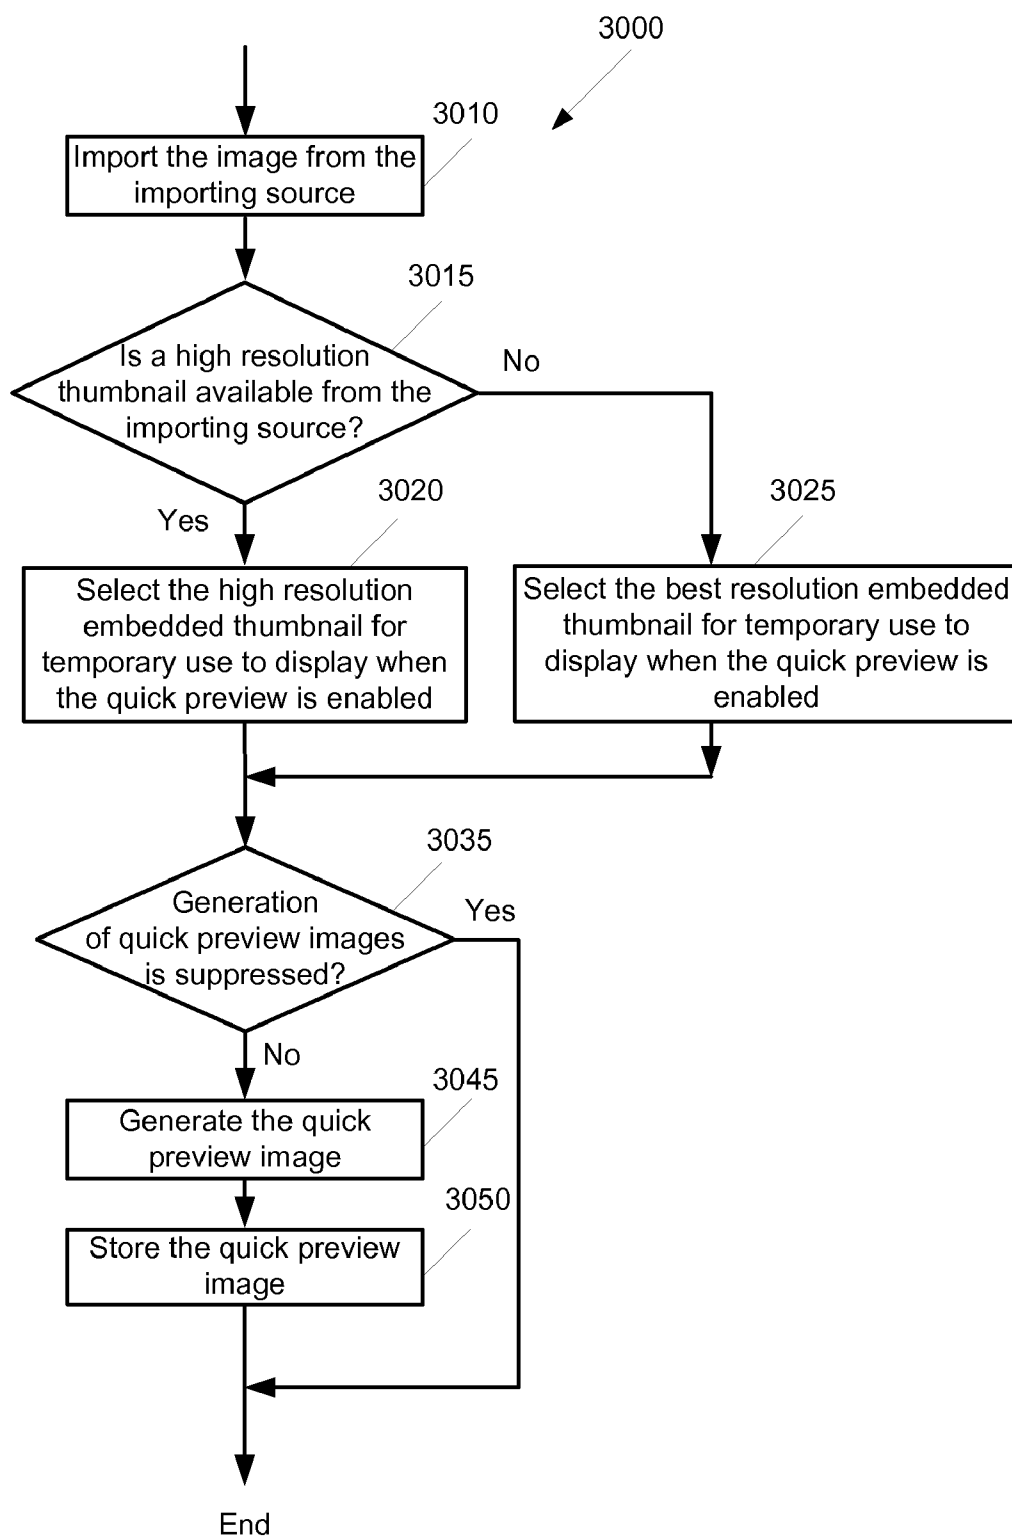 3000
3010
Import the image from the
importing source
3015
Is a high resolution
thumbnail available from the
importing source?
No
Yes
3020
3025
Select the high resolution
embedded thumbnail for
temporary use to display when
the quick preview is enabled
Select the best resolution embedded
thumbnail for temporary use to
display when the quick preview is
enabled
3035
Generation
of quick preview images
is suppressed?
Yes
No
3045
Generate the quick
preview image
3050
Store the quick preview
image
End